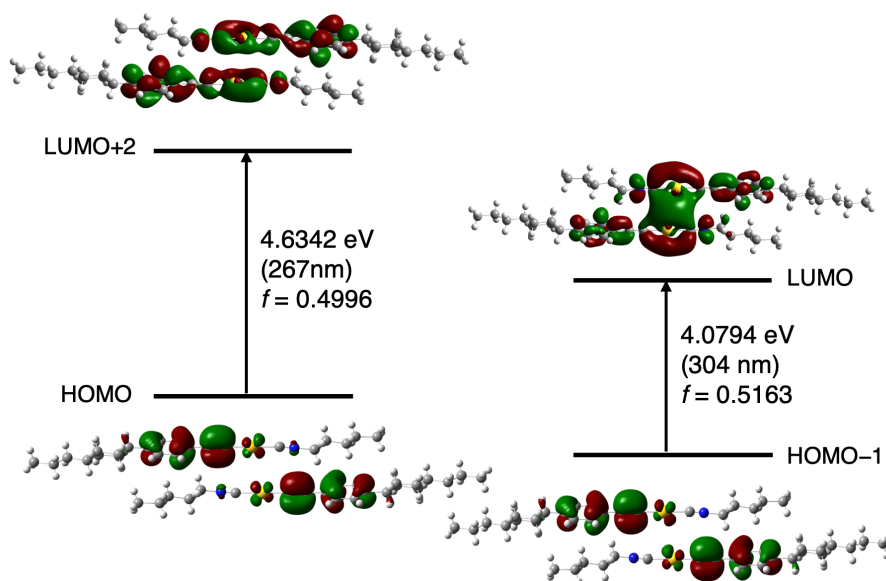 LUMO+2
4.6342 eV
(267nm)
f = 0.4996
HOMO
LUMO
4.0794 eV
(304 nm)
f = 0.5163
HOMO−1